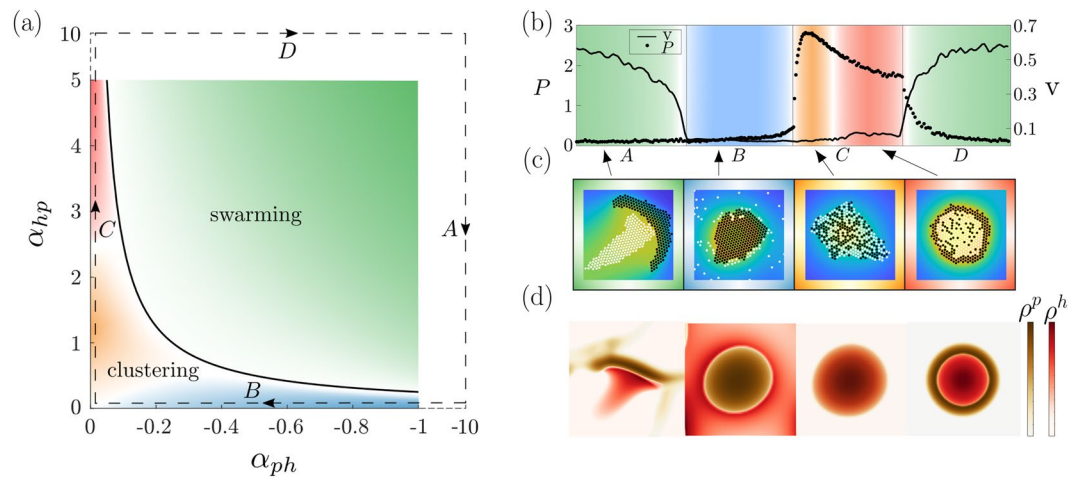 (a)
10
D
5
4
3
2
1
0
α_hp
swarming
C
A
clustering
B
0
-0.2
-0.4
-0.6
-0.8
-1
-10
α_ph
(b)
3
2
1
0
P
v
P
0.7
0.5
0.3
0.1
v
A
B
C
D
(c)
(d)
ρ^p
ρ^h